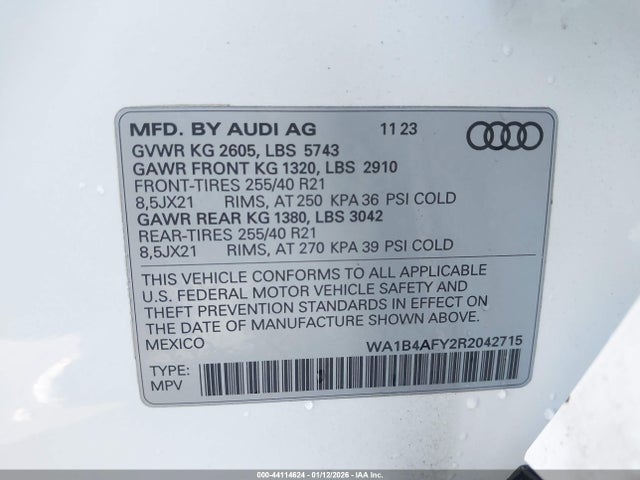 MFD. BY AUDI AG 11 23
GVWR KG 2605, LBS 5743
GAWR FRONT KG 1320, LBS 2910
FRONT-TIRES 255/40 R21
8,5JX21 RIMS, AT 250 KPA 36 PSI COLD
GAWR REAR KG 1380, LBS 3042
REAR-TIRES 255/40 R21
8,5JX21 RIMS, AT 270 KPA 39 PSI COLD
THIS VEHICLE CONFORMS TO ALL APPLICABLE
U.S. FEDERAL MOTOR VEHICLE SAFETY AND
THEFT PREVENTION STANDARDS IN EFFECT ON
THE DATE OF MANUFACTURE SHOWN ABOVE.
MEXICO WA1B4AFY2R2042715
TYPE:
MPV
000-44114624 - 01/12/2026 - IAA Inc.